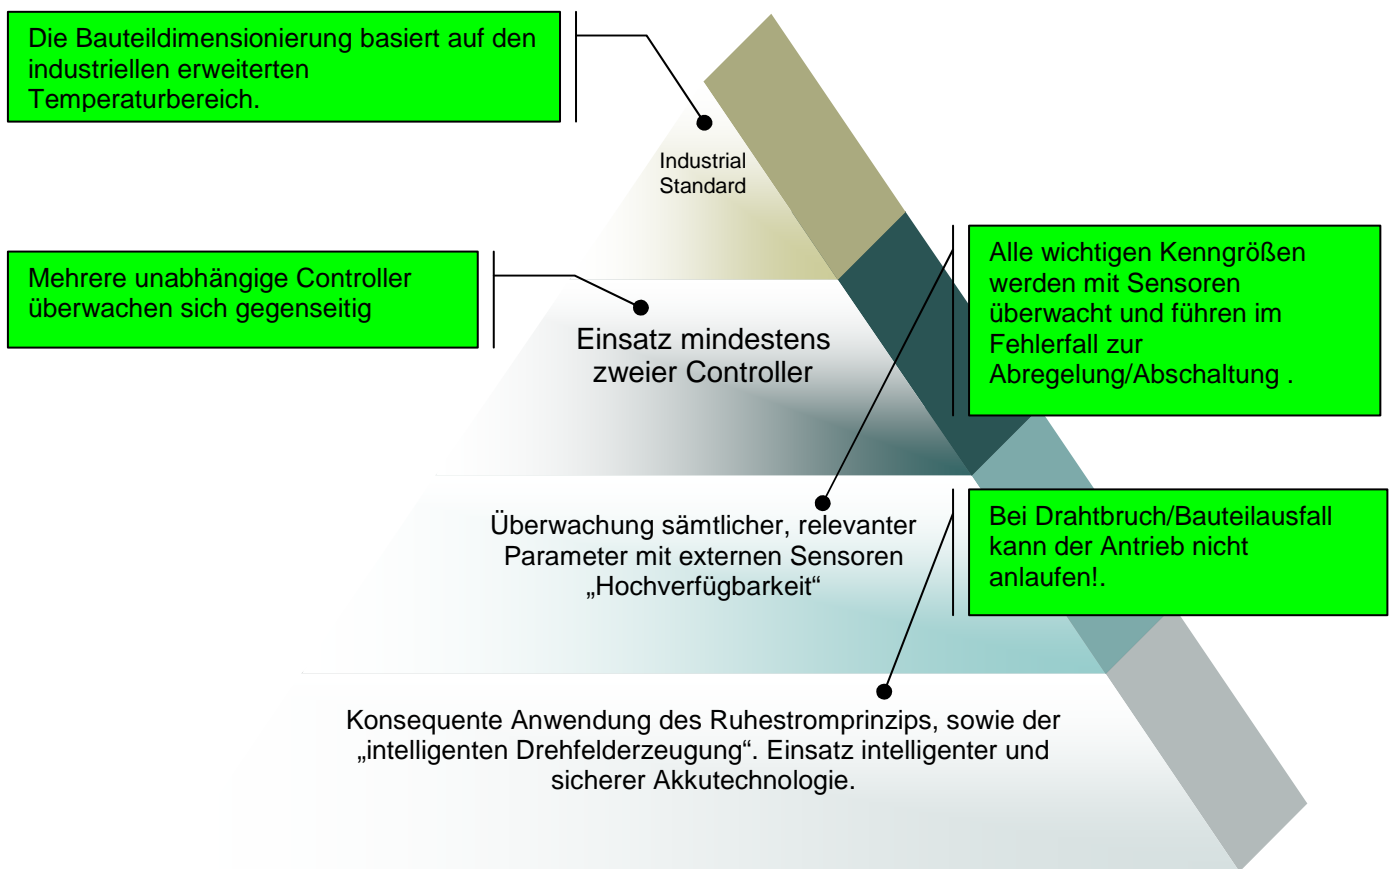 Die Bauteildimensionierung basiert auf den
industriellen erweiterten
Temperaturbereich.
Industrial
Standard
Mehrere unabhängige Controller
überwachen sich gegenseitig
Einsatz mindestens
zweier Controller
Alle wichtigen Kenngrößen
werden mit Sensoren
überwacht und führen im
Fehlerfall zur
Abregelung/Abschaltung .
Überwachung sämtlicher, relevanter
Parameter mit externen Sensoren
„Hochverfügbarkeit“
Bei Drahtbruch/Bauteilausfall
kann der Antrieb nicht
anlaufen!.
Konsequente Anwendung des Ruhestromprinzips, sowie der
„intelligenten Drehfelderzeugung“. Einsatz intelligenter und
sicherer Akkutechnologie.